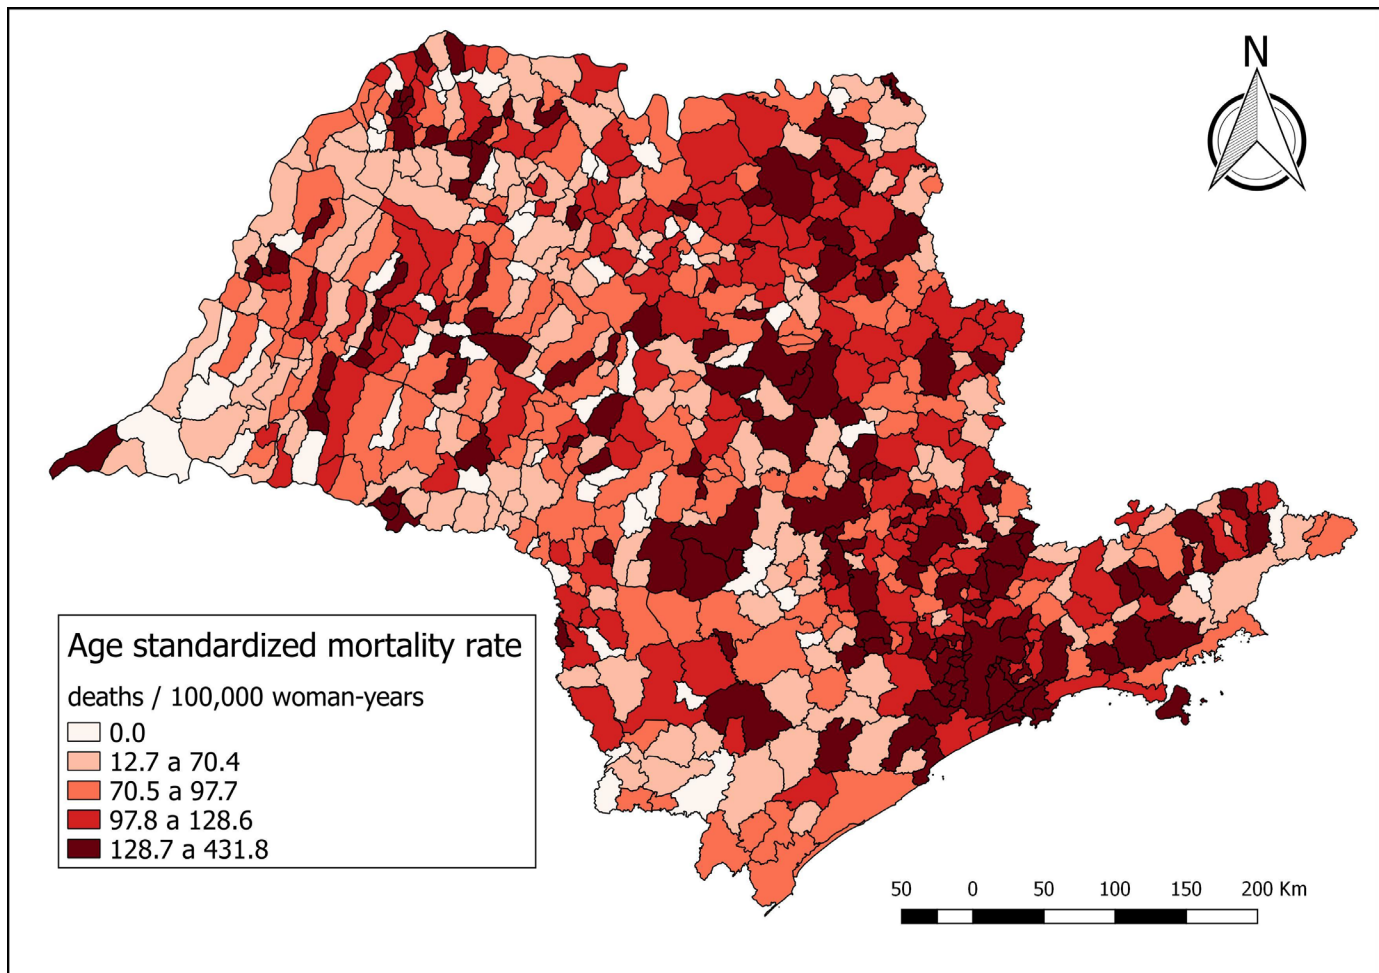 N
Age standardized mortality rate
deaths / 100,000 woman-years
0.0
12.7 a 70.4
70.5 a 97.7
97.8 a 128.6
128.7 a 431.8
50 0 50 100 150 200 Km